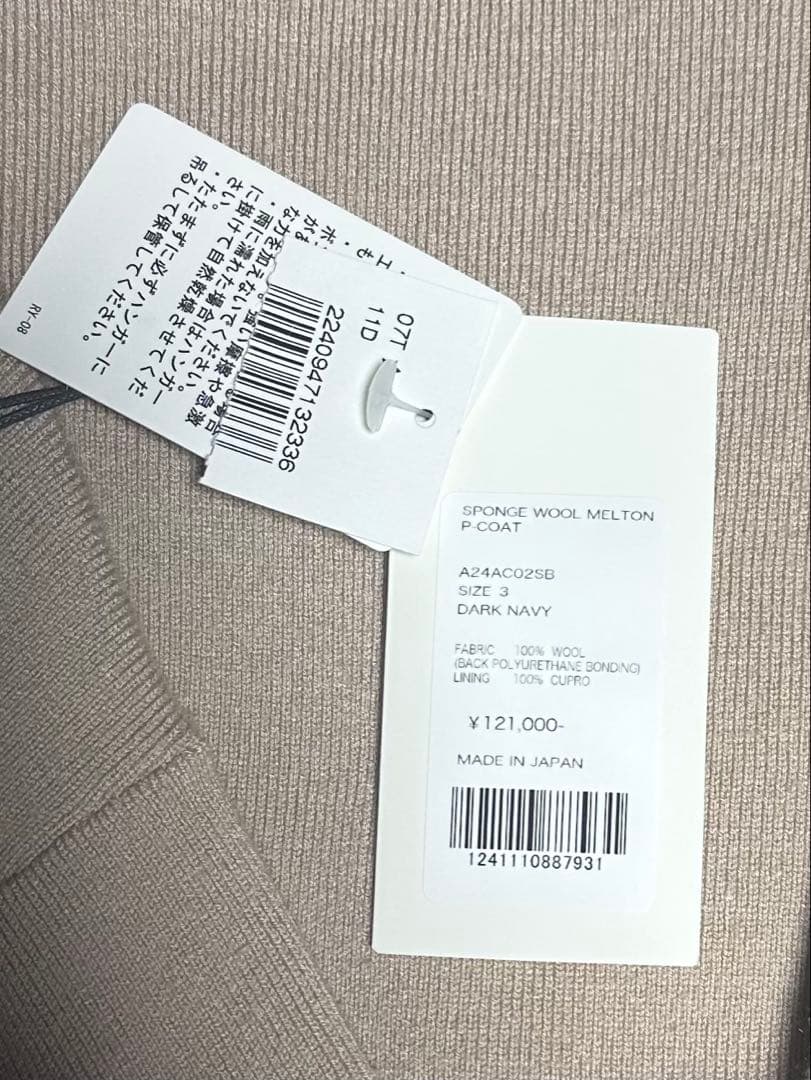 SPONGE WOOL MELTON
P-COAT
A24AC02SB
SIZE 3
DARK NAVY
FABRIC 100% WOOL
(BACK POLYURETHANE BONDING)
LINING 100% CUPRO
¥121,000-
MADE IN JAPAN
1241110887931
07T
11D
2240947132336
・雨に濡れた場合はハンガー
に掛けて自然乾燥させてくだ
さい。
・たたまずに必ずハンガーに
吊るして保管してください。
RY-08